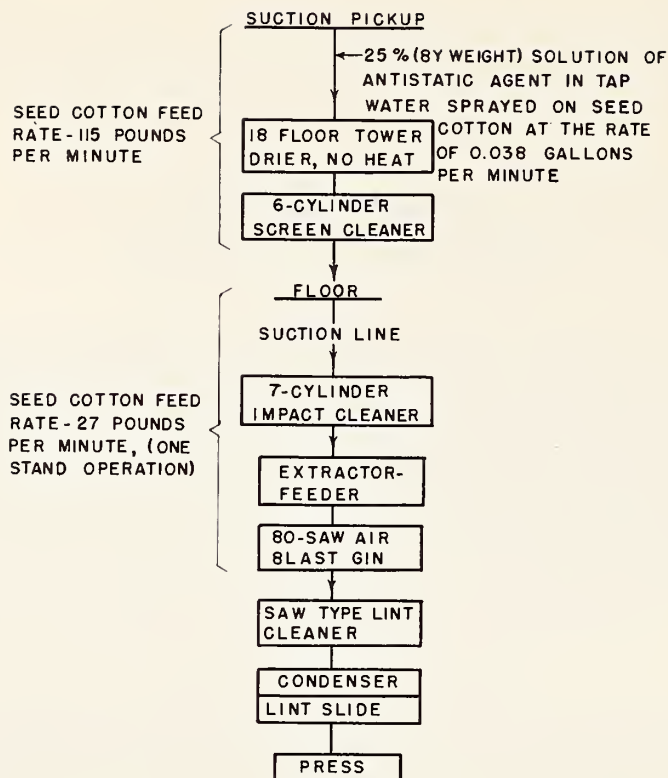 SUCTION PICKUP
25% (8Y WEIGHT) SOLUTION OF
ANTISTATIC AGENT IN TAP
WATER SPRAYED ON SEED
COTTON AT THE RATE
OF 0.038 GALLONS
PER MINUTE
SEED COTTON FEED
RATE-115 POUNDS
PER MINUTE
18 FLOOR TOWER
DRIER, NO HEAT
6-CYLINDER
SCREEN CLEANER
FLOOR
SUCTION LINE
SEED COTTON FEED
RATE-27 POUNDS
PER MINUTE, (ONE
STAND OPERATION)
7-CYLINDER
IMPACT CLEANER
EXTRACTOR-
FEEDER
80-SAW AIR
8LAST GIN
SAW TYPE LINT
CLEANER
CONDENSER
LINT SLIDE
PRESS